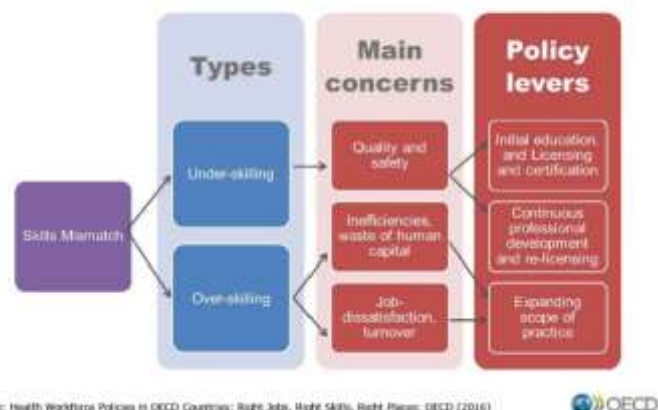 Types
Main
concerns
Policy
levers
Skills Mismatch
Under-skilling
Over-skilling
Quality and
safety
Inefficiencies,
waste of human
capital
Job-
dissatisfaction,
turnover
Initial education,
and Licensing
and certification
Continuous
professional
development
and re-licensing
Expanding
scope of
practice
Health Workforce Policies in OECD Countries: Right Jobs, Right Skills, Right Places; OECD (2016)
OECD